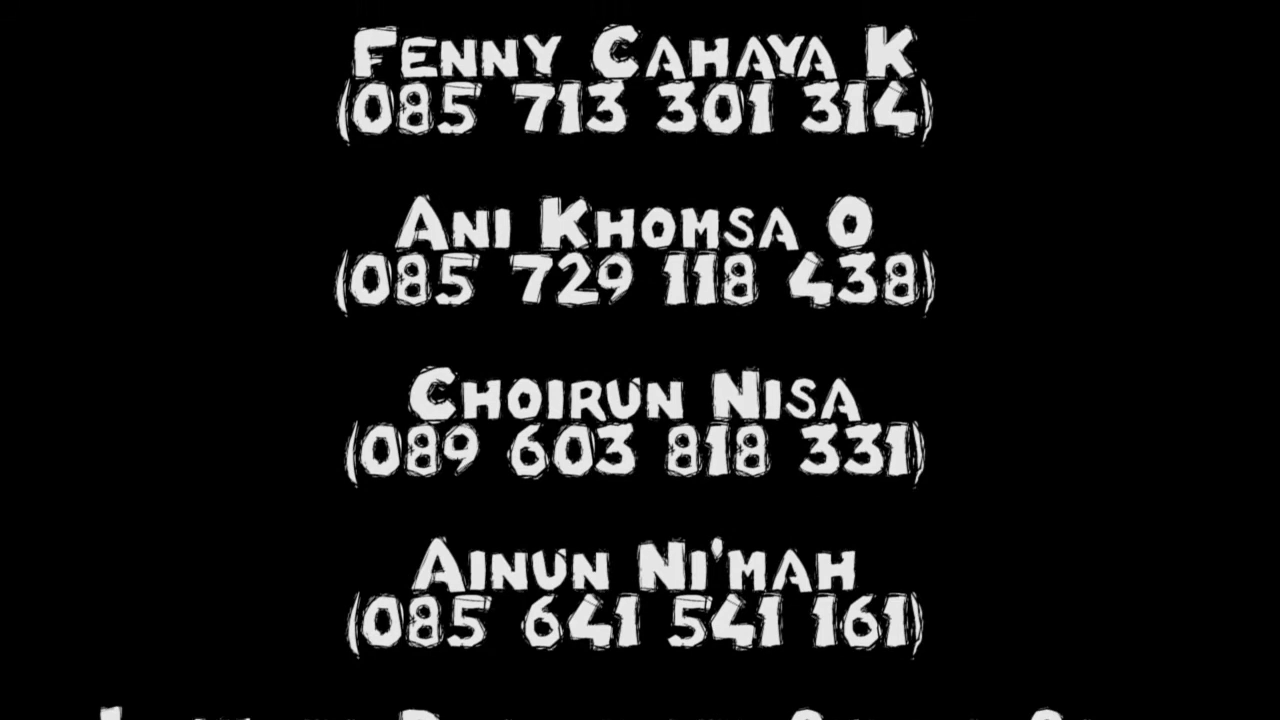 Fenny Cahaya K
(085 713 301 314)
Ani Khomsa O
(085 729 118 438)
Choirun Nisa
(089 603 818 331)
Ainun Ni'mah
(085 641 541 161)